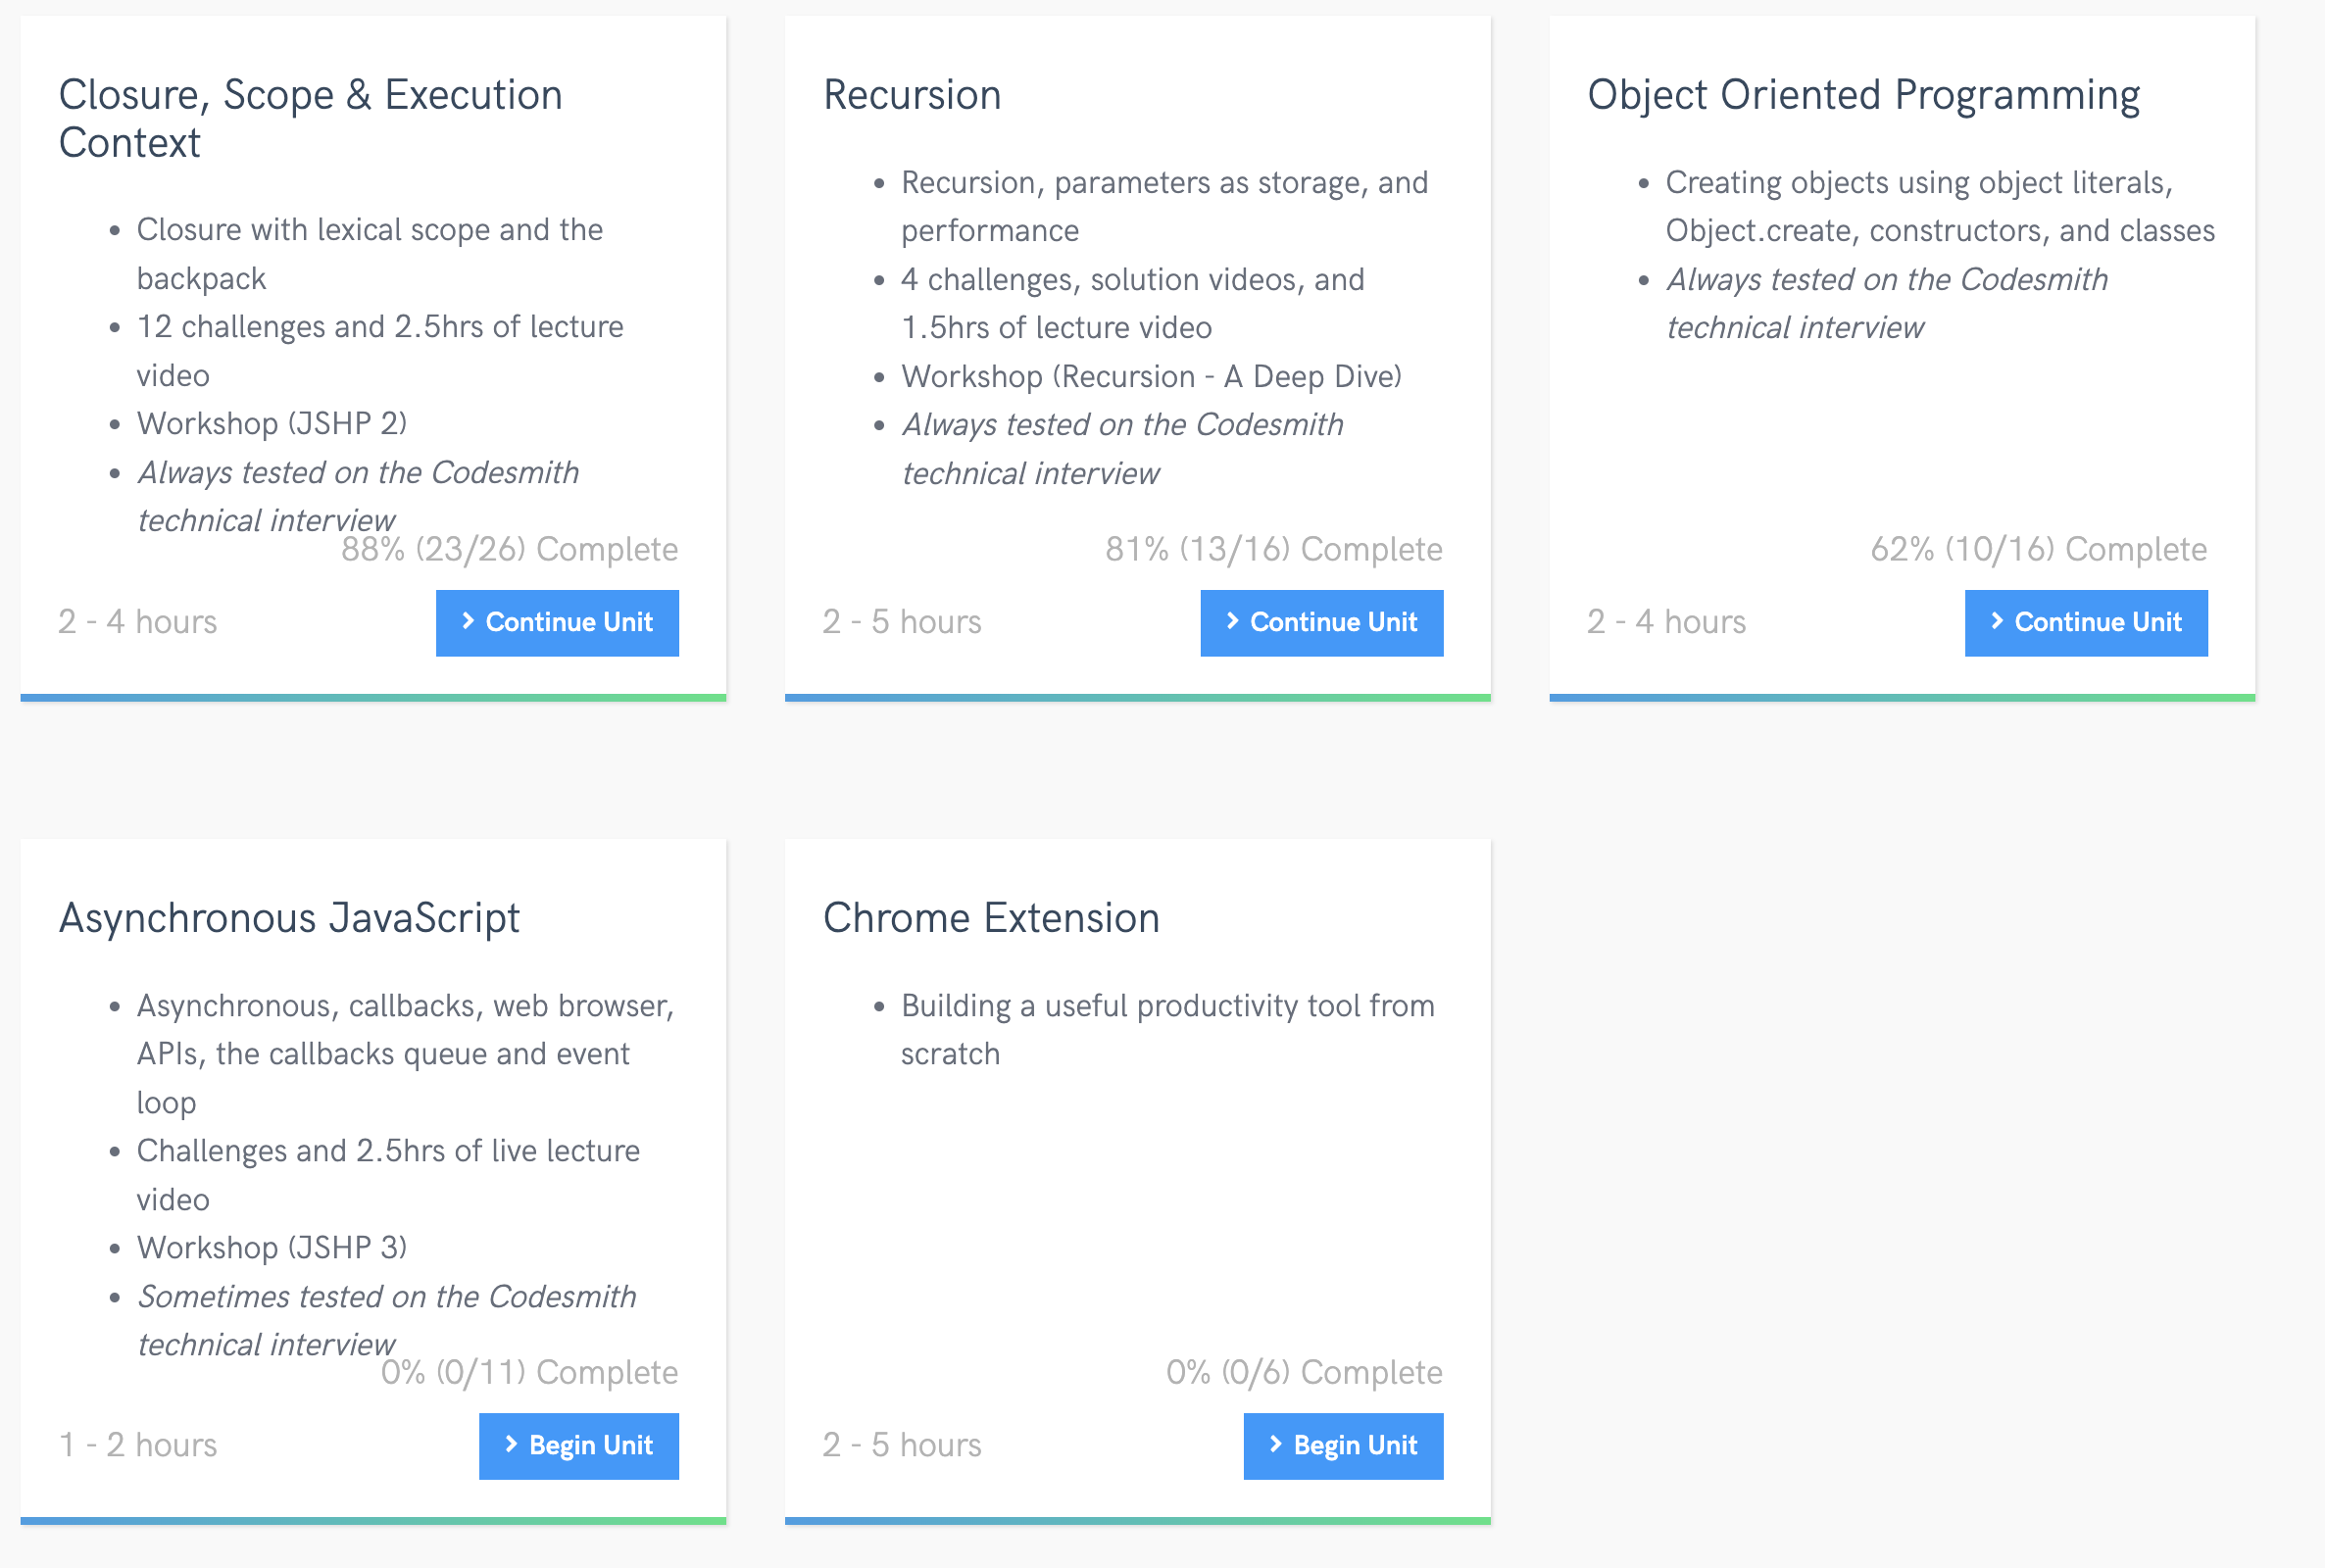 Closure, Scope & Execution
Context
• Closure with lexical scope and the
backpack
• 12 challenges and 2.5hrs of lecture
video
• Workshop (JSHP 2)
• Always tested on the Codesmith
technical interview
88% (23/26) Complete
2 - 4 hours
Continue Unit
Recursion
• Recursion, parameters as storage, and
performance
• 4 challenges, solution videos, and
1.5hrs of lecture video
• Workshop (Recursion - A Deep Dive)
• Always tested on the Codesmith
technical interview
81% (13/16) Complete
2 - 5 hours
Continue Unit
Object Oriented Programming
• Creating objects using object literals,
Object.create, constructors, and classes
• Always tested on the Codesmith
technical interview
62% (10/16) Complete
2 - 4 hours
Continue Unit
Asynchronous JavaScript
• Asynchronous, callbacks, web browser,
APIs, the callbacks queue and event
loop
• Challenges and 2.5hrs of live lecture
video
• Workshop (JSHP 3)
• Sometimes tested on the Codesmith
technical interview
0% (0/11) Complete
1 - 2 hours
Begin Unit
Chrome Extension
• Building a useful productivity tool from
scratch
0% (0/6) Complete
2 - 5 hours
Begin Unit